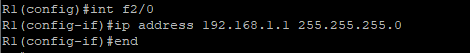 R1(config)#int f2/0
R1(config-if)#ip address 192.168.1.1 255.255.255.0
R1(config-if)#end